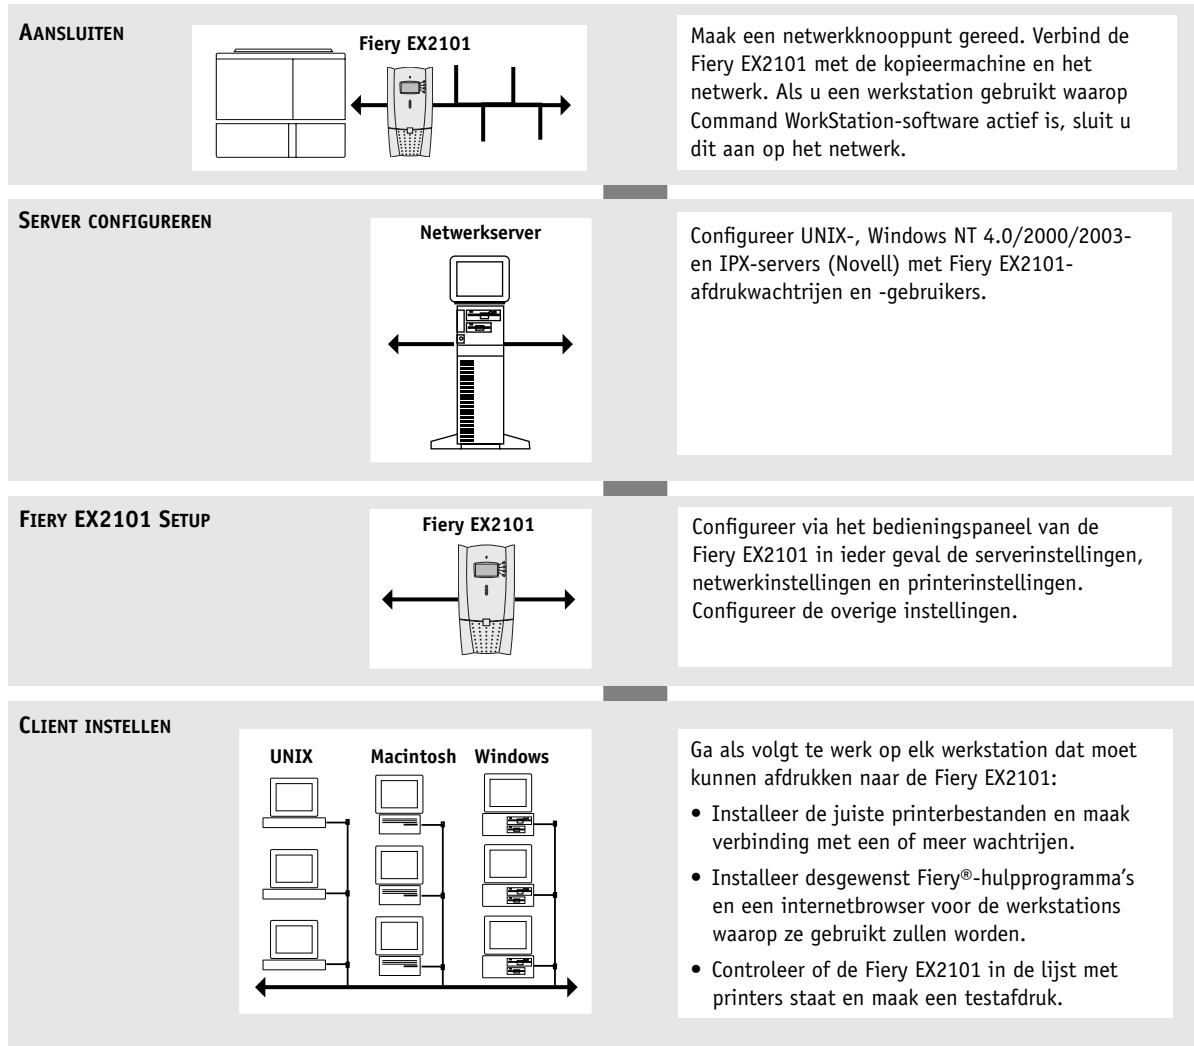 AANSLUITEN
Fiery EX2101
Maak een netwerkknooppunt gereed. Verbind de
Fiery EX2101 met de kopieermachine en het
netwerk. Als u een werkstation gebruikt waarop
Command WorkStation-software actief is, sluit u
dit aan op het netwerk.
SERVER CONFIGUREREN
Netwerkserver
Configureer UNIX-, Windows NT 4.0/2000/2003-
en IPX-servers (Novell) met Fiery EX2101-
afdrukwachtrijen en -gebruikers.
FIERY EX2101 SETUP
Fiery EX2101
Configureer via het bedieningspaneel van de
Fiery EX2101 in ieder geval de serverinstellingen,
netwerkinstellingen en printerinstellingen.
Configureer de overige instellingen.
CLIENT INSTELLEN
UNIX Macintosh Windows
Ga als volgt te werk op elk werkstation dat moet
kunnen afdrukken naar de Fiery EX2101:
• Installeer de juiste printerbestanden en maak
verbinding met een of meer wachtrijen.
• Installeer desgewenst Fiery®-hulpprogramma's
en een internetbrowser voor de werkstations
waarop ze gebruikt zullen worden.
• Controleer of de Fiery EX2101 in de lijst met
printers staat en maak een testafdruk.